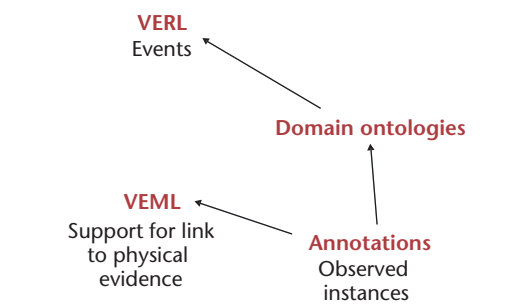 VERL
Events
Domain ontologies
VEML
Support for link
to physical
evidence
Annotations
Observed
instances